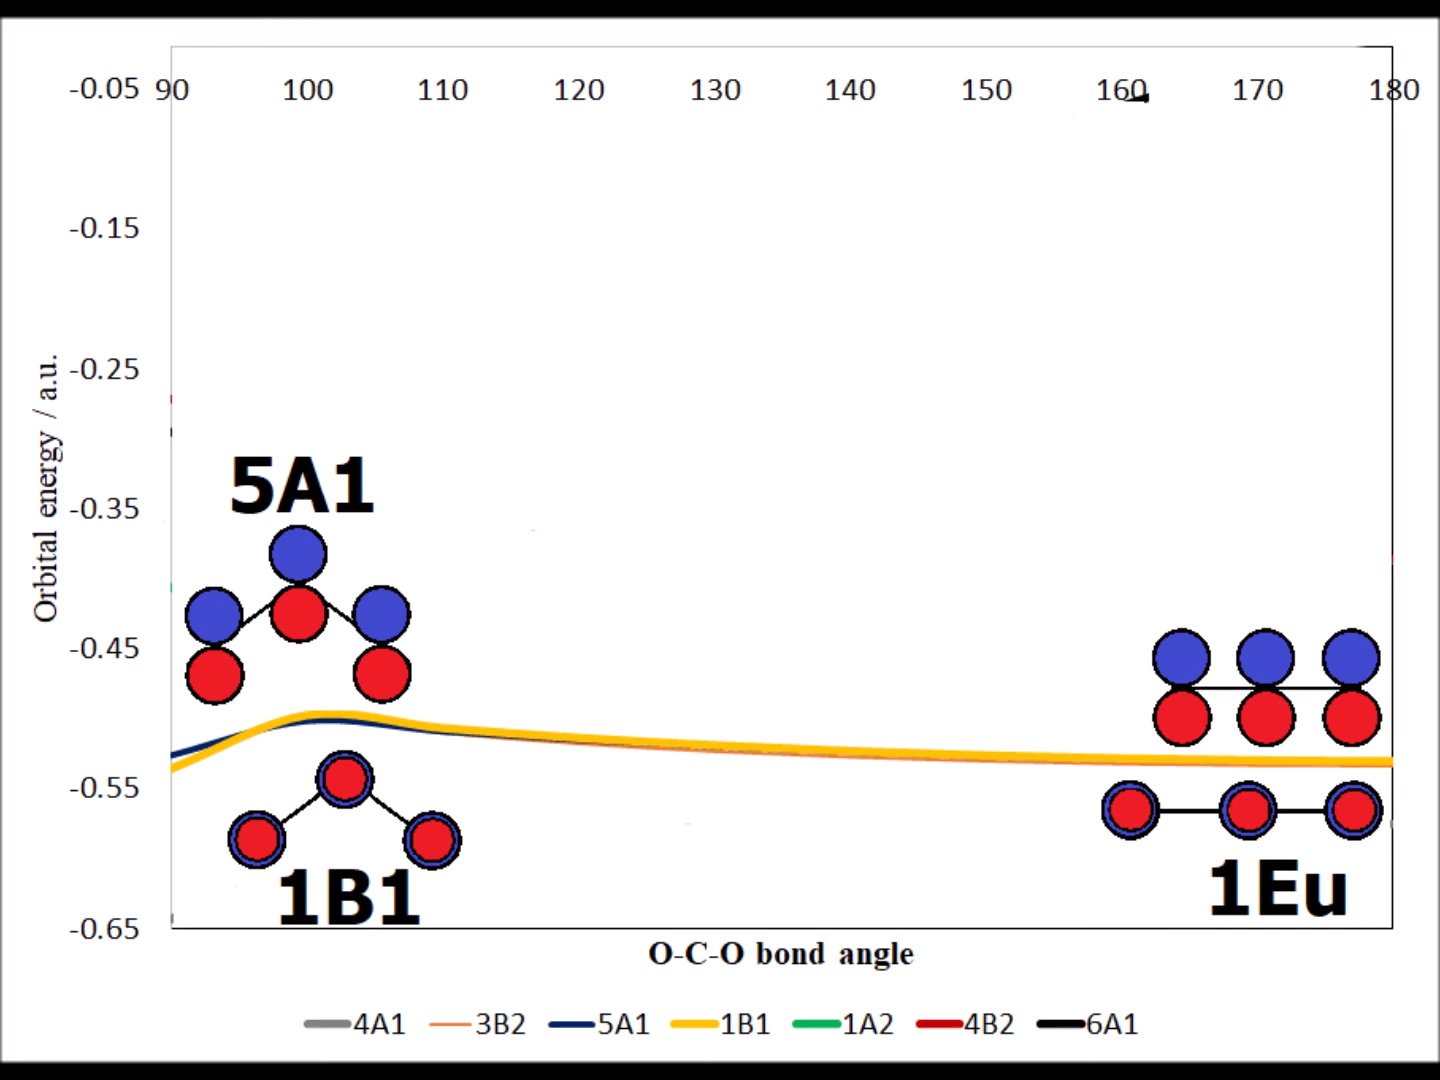 -0.05 90 100 110 120 130 140 150 160 170 180
-0.15
-0.25
-0.35
-0.45
-0.55
-0.65
Orbital energy / a.u.
5A1
1B1
1Eu
O-C-O bond angle
4A1 3B2 5A1 1B1 1A2 4B2 6A1